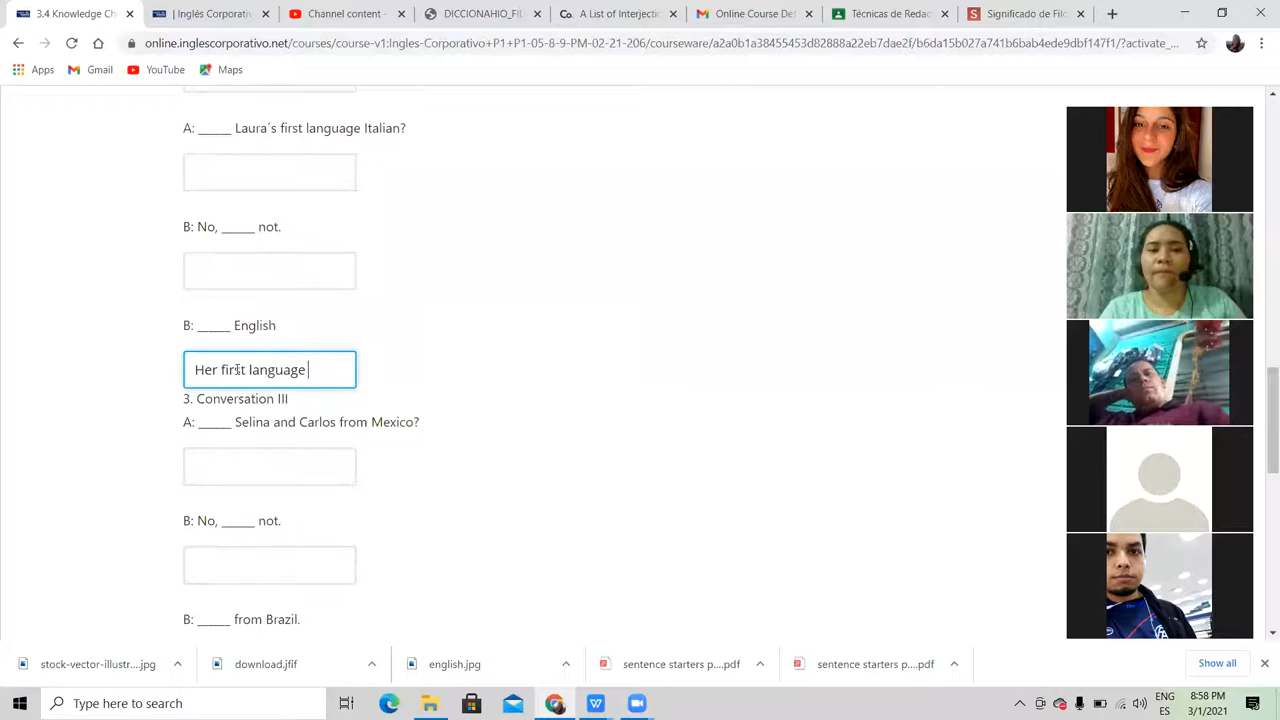 3.4 Knowledge Che
Inglés Corporativ
Channel content -
DICCIONAHIO_FIL
A List of Interjectic
Online Course De
Técnicas de Redac
Significado de Filo
online.inglescorporativo.net/courses/course-v1:Ingles-Corporativo+P1+P1-05-8-9-PM-02-21-206/courseware/a2a0b1a38455453d82888a22eb7dae2f/b6da15b027a741b6bab4ede9dbf147f1/?activate_...
Apps Gmail YouTube Maps
A: _____ Laura´s first language Italian?
B: No, _____ not.
B: _____ English
Her first language
3. Conversation III
A: _____ Selina and Carlos from Mexico?
B: No, _____ not.
B: _____ from Brazil.
stock-vector-illustr....jpg
download.jfif
english.jpg
sentence starters p....pdf
sentence starters p....pdf
Show all
Type here to search
ENG
ES
8:58 PM
3/1/2021